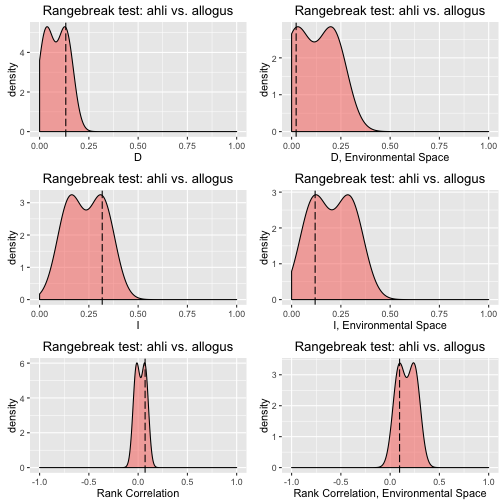 Rangebreak test: ahli vs. allogus
density
0
2
4
0.00
0.25
0.50
0.75
1.00
D
Rangebreak test: ahli vs. allogus
density
0
1
2
0.00
0.25
0.50
0.75
1.00
D, Environmental Space
Rangebreak test: ahli vs. allogus
density
0
1
2
3
0.00
0.25
0.50
0.75
1.00
I
Rangebreak test: ahli vs. allogus
density
0
1
2
3
0.00
0.25
0.50
0.75
1.00
I, Environmental Space
Rangebreak test: ahli vs. allogus
density
0
2
4
6
-1.0
-0.5
0.0
0.5
1.0
Rank Correlation
Rangebreak test: ahli vs. allogus
density
0
1
2
3
-1.0
-0.5
0.0
0.5
1.0
Rank Correlation, Environmental Space